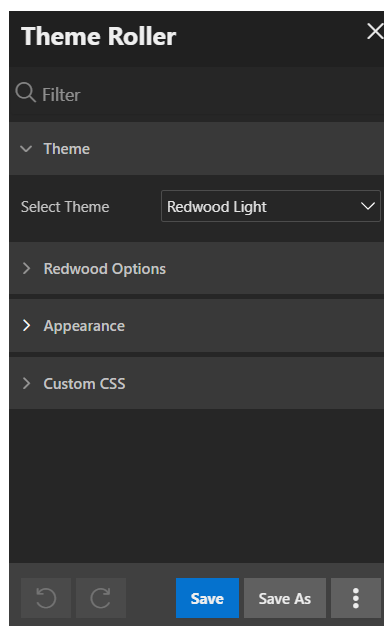 Theme Roller
Filter
Theme
Select Theme Redwood Light
Redwood Options
Appearance
Custom CSS
Save Save As